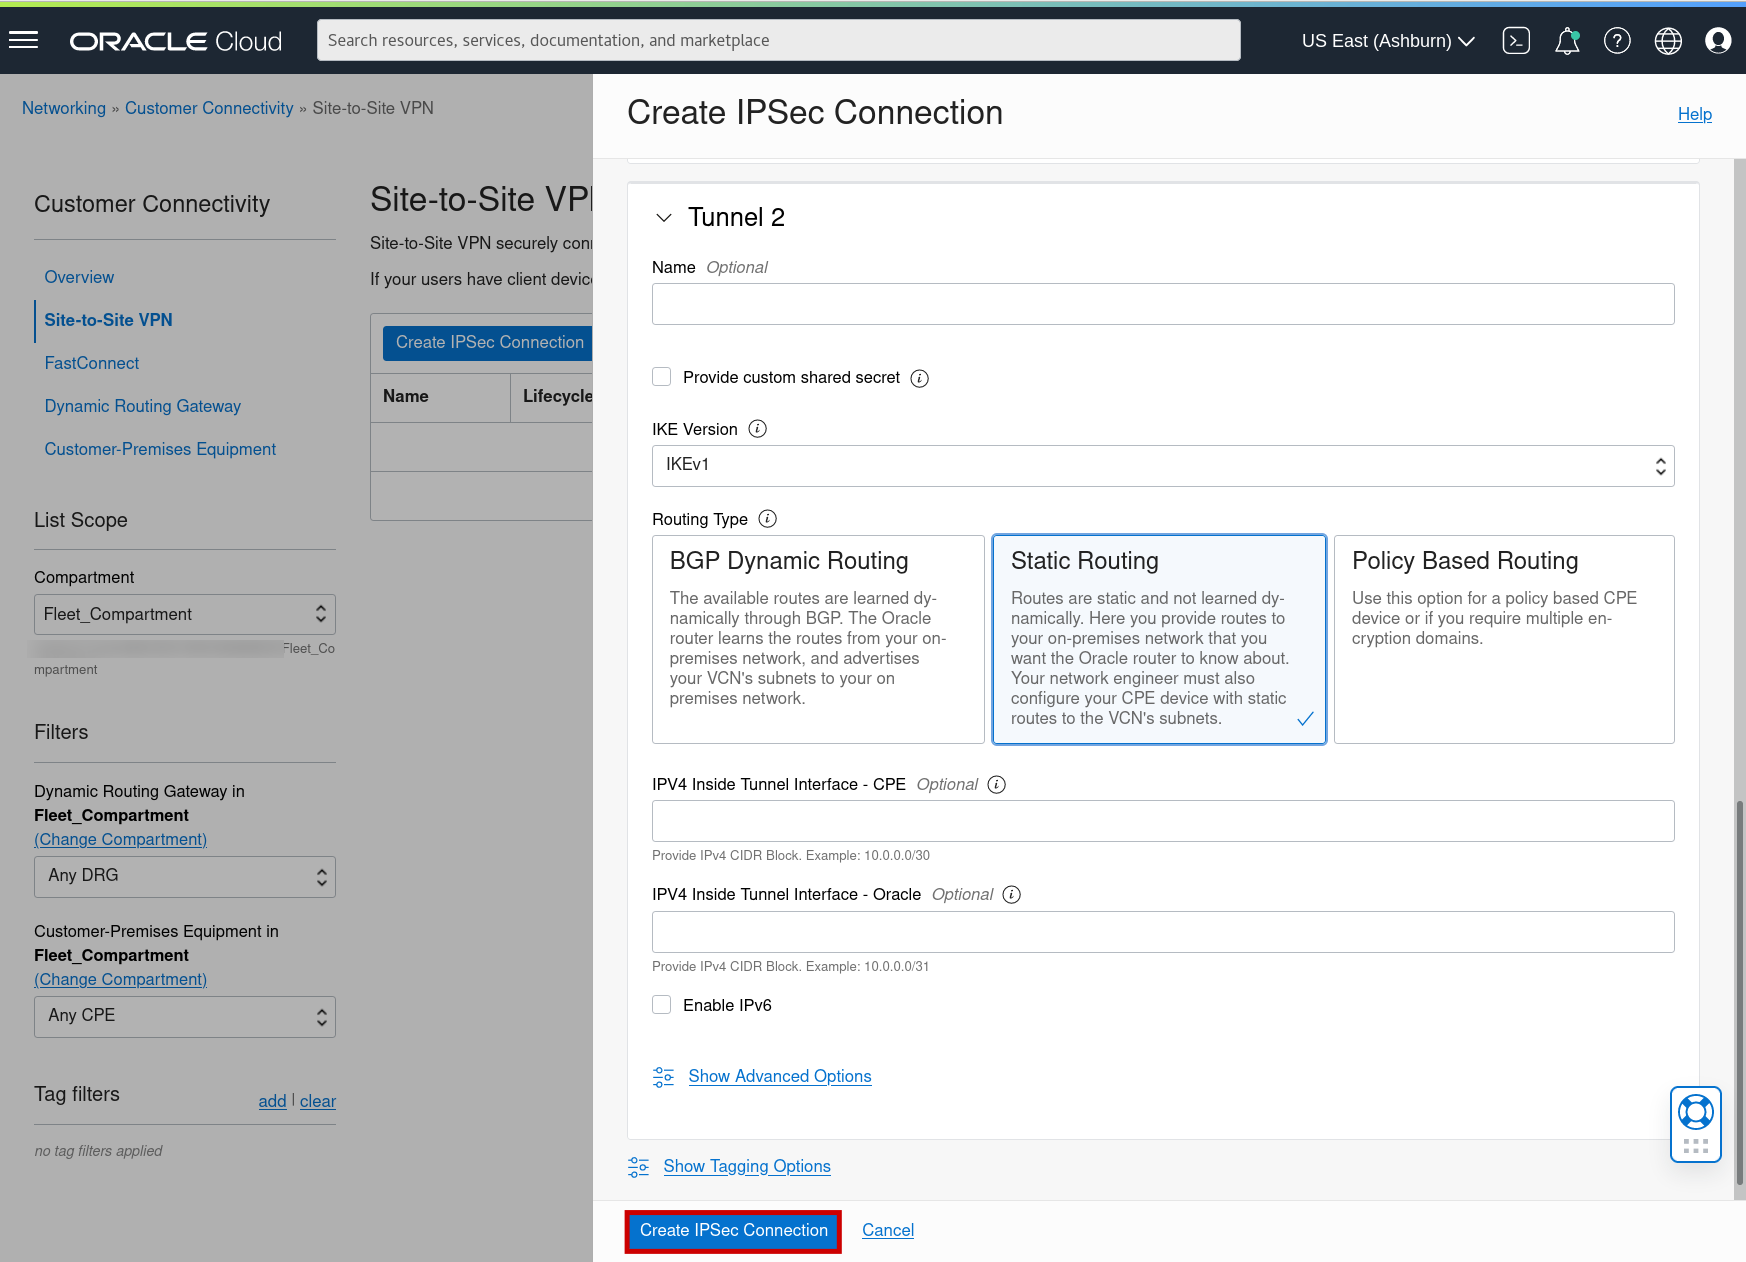 ORACLE Cloud
Search resources, services, documentation, and marketplace
US East (Ashburn)
Networking » Customer Connectivity » Site-to-Site VPN
Customer Connectivity
Overview
Site-to-Site VPN
FastConnect
Dynamic Routing Gateway
Customer-Premises Equipment
List Scope
Compartment
Fleet_Compartment
Fleet_Co
mpartment
Filters
Dynamic Routing Gateway in
Fleet_Compartment
(Change Compartment)
Any DRG
Customer-Premises Equipment in
Fleet_Compartment
(Change Compartment)
Any CPE
Tag filters
add | clear
no tag filters applied
Site-to-Site VP
Site-to-Site VPN securely con
If your users have client devic
Create IPSec Connection
Name
Lifecycle
Create IPSec Connection
Help
Tunnel 2
Name Optional
Provide custom shared secret
IKE Version
IKEv1
Routing Type
BGP Dynamic Routing
The available routes are learned dy-
namically through BGP. The Oracle
router learns the routes from your on-
premises network, and advertises
your VCN's subnets to your on
premises network.
Static Routing
Routes are static and not learned dy-
namically. Here you provide routes to
your on-premises network that you
want the Oracle router to know about.
Your network engineer must also
configure your CPE device with static
routes to the VCN's subnets.
Policy Based Routing
Use this option for a policy based CPE
device or if you require multiple en-
cryption domains.
IPV4 Inside Tunnel Interface - CPE Optional
Provide IPv4 CIDR Block. Example: 10.0.0.0/30
IPV4 Inside Tunnel Interface - Oracle Optional
Provide IPv4 CIDR Block. Example: 10.0.0.0/31
Enable IPv6
Show Advanced Options
Show Tagging Options
Create IPSec Connection
Cancel